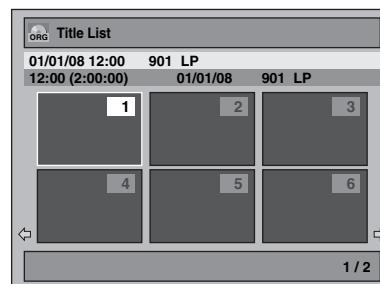 ORG Title List
01/01/08 12:00 901 LP
12:00 (2:00:00) 01/01/08 901 LP
1 2 3
4 5 6
1 / 2